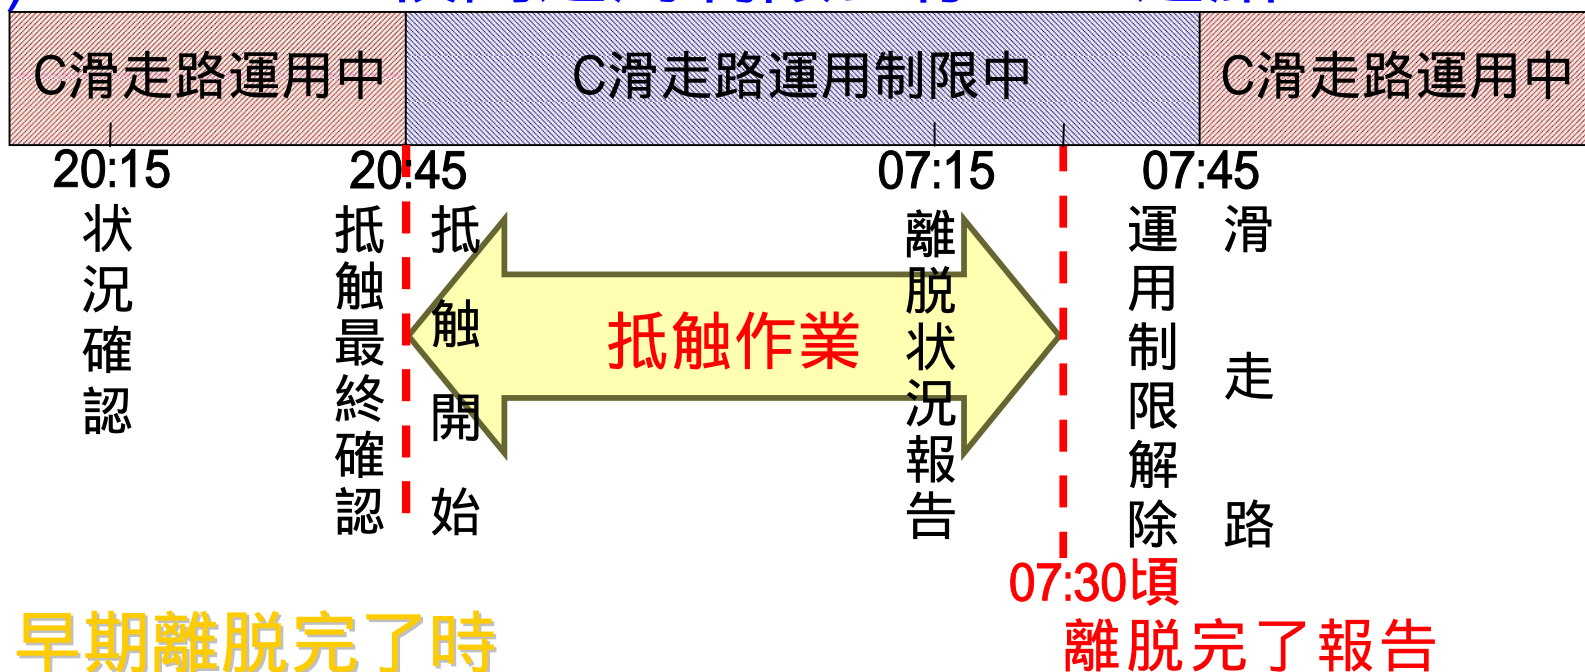 C滑走路運用中
C滑走路運用制限中
C滑走路運用中
20:15
20:45
07:15
07:45
状況確認
抵触最終確認
抵触開始
抵触作業
離脱状況報告
滑走路
運用制限解除
07:30頃
離脱完了報告
早期離脱完了時